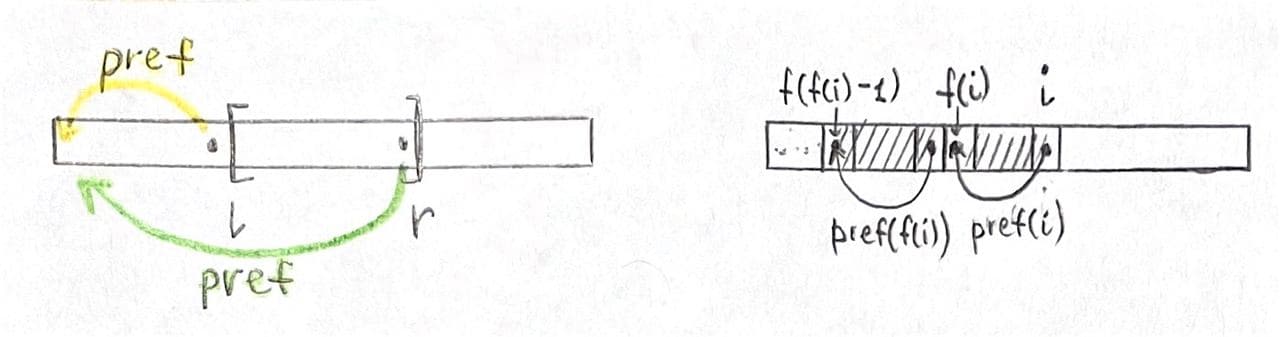 pref
l r
pref
f(f(i)-1) f(i) i
pref(f(i)) pref(i)